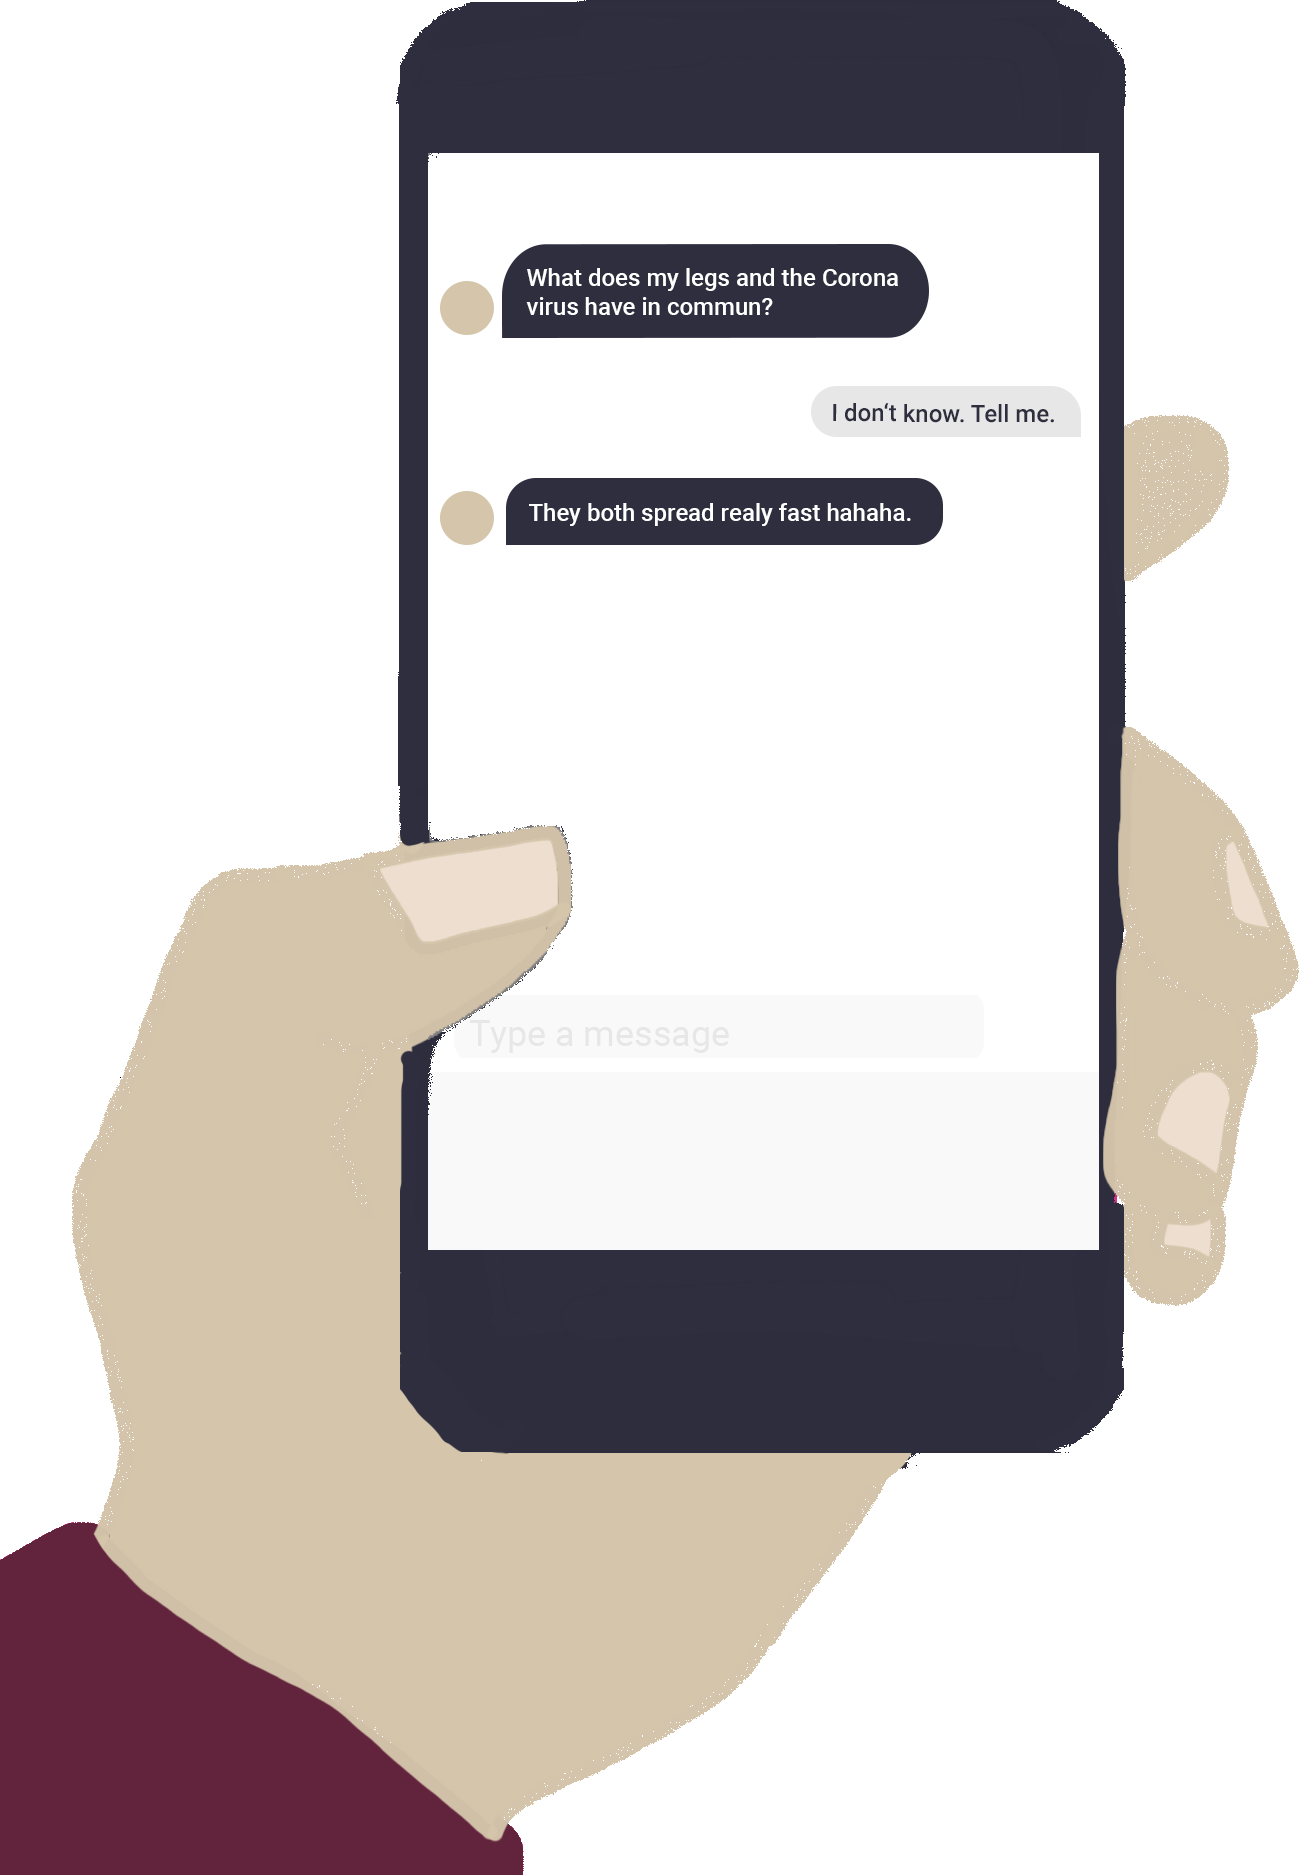 What does my legs and the Corona
virus have in commun?
I don‘t know. Tell me.
They both spread realy fast hahaha.
Type a message